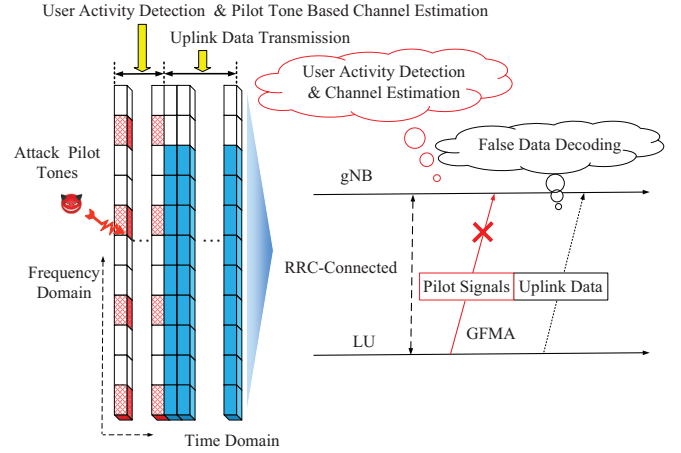 User Activity Detection & Pilot Tone Based Channel Estimation
Uplink Data Transmission
User Activity Detection
& Channel Estimation
False Data Decoding
Attack Pilot
Tones
gNB
...
...
Frequency
Domain
RRC-Connected
Pilot Signals
Uplink Data
LU
GFMA
Time Domain